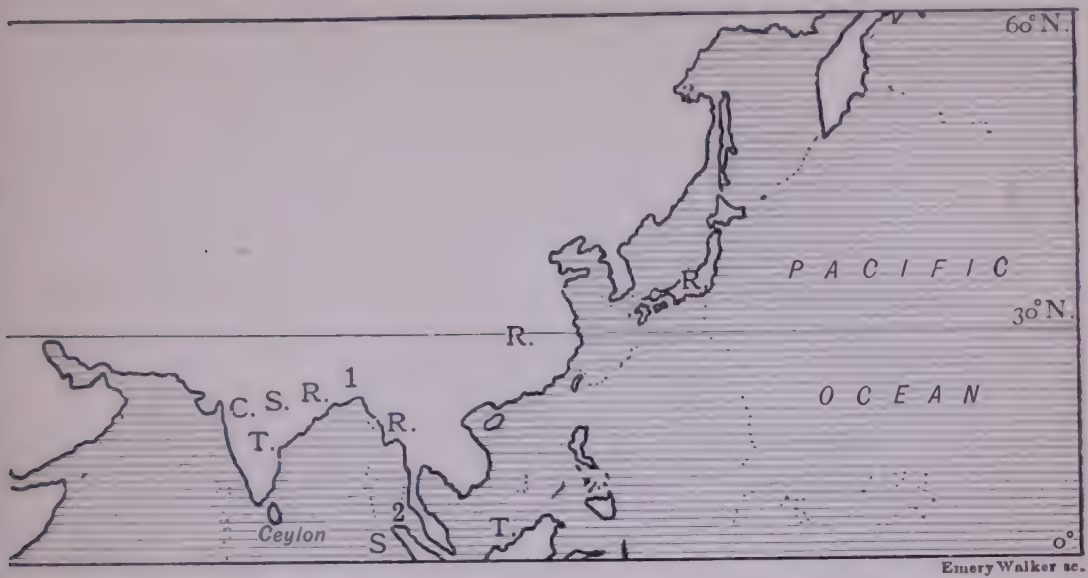 60° N.
PACIFIC
R.
30° N.
R.
1
C. S. R.
OCEAN
T.
R.
2
Ceylon
S
T.
0°
Emery Walker sc.